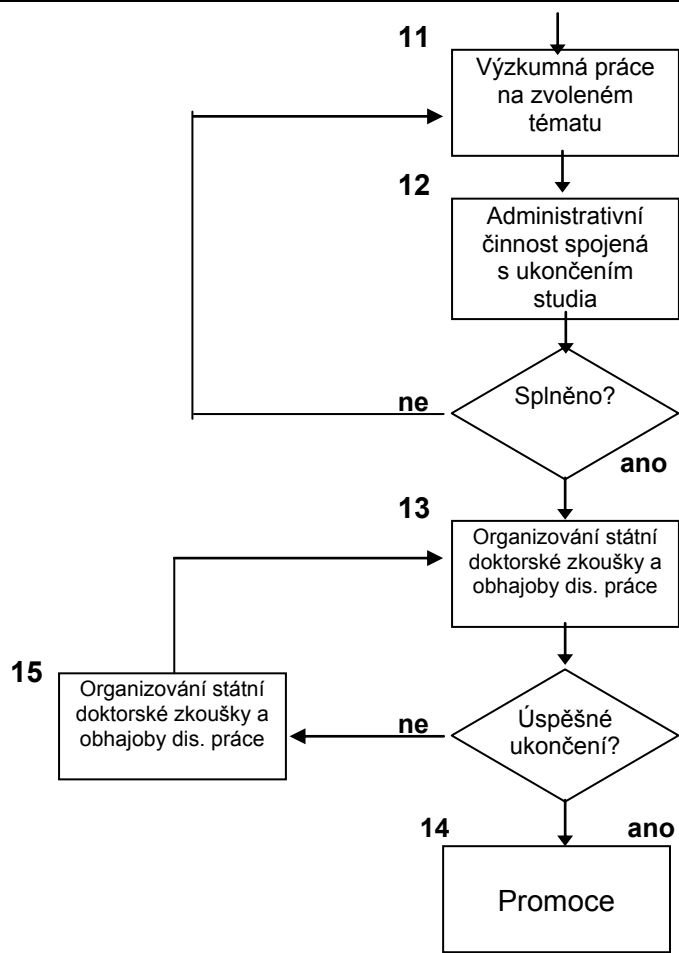 11
Výzkumná práce
na zvoleném
tématu
12
Administrativní
činnost spojená
s ukončením
studia
ne
Splněno?
ano
13
Organizování státní
doktorské zkoušky a
obhajoby dis. práce
15
Organizování státní
doktorské zkoušky a
obhajoby dis. práce
ne
Úspěšné
ukončení?
14
ano
Promoce